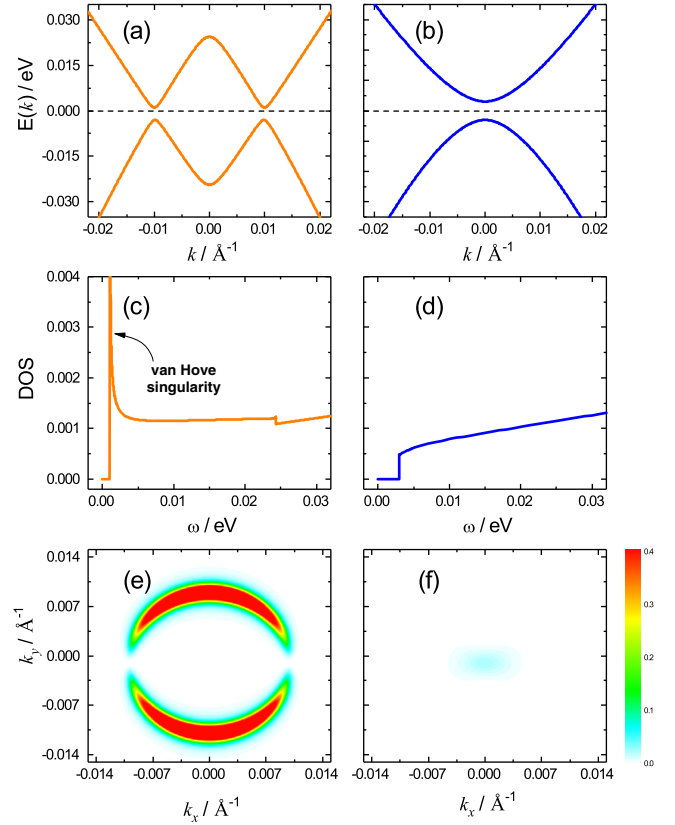 (a) (b)
E(k) / eV
0.030
0.015
0.000
-0.015
-0.030
-0.02 -0.01 0.00 0.01 0.02 -0.02 -0.01 0.00 0.01 0.02
k / Å⁻¹ k / Å⁻¹
(c) (d)
DOS
0.004
0.003
0.002
0.001
0.000
van Hove
singularity
0.00 0.01 0.02 0.03 0.00 0.01 0.02 0.03
ω / eV ω / eV
(e) (f)
k_y / Å⁻¹
0.014
0.007
0.000
-0.007
-0.014
-0.014 -0.007 0.000 0.007 0.014 -0.014 -0.007 0.000 0.007 0.014
k_x / Å⁻¹ k_x / Å⁻¹
0.4
0.3
0.2
0.1
0.0